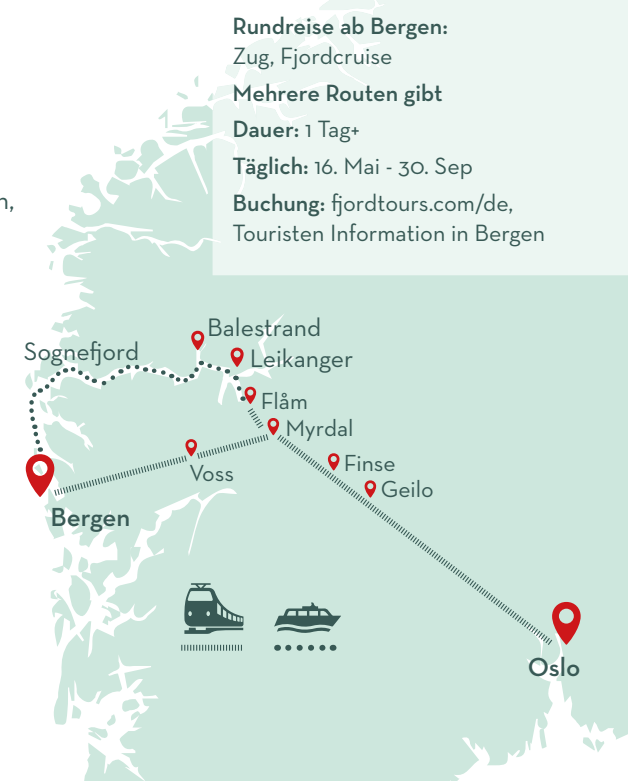 Rundreise ab Bergen:
Zug, Fjordcruise
Mehrere Routen gibt
Dauer: 1 Tag+
Täglich: 16. Mai - 30. Sep
n,
Buchung: fjordtours.com/de,
Touristen Information in Bergen
Balestrand
Sognefjord
Leikanger
Flåm
Myrdal
Finse
Voss
Geilo
Bergen
Oslo